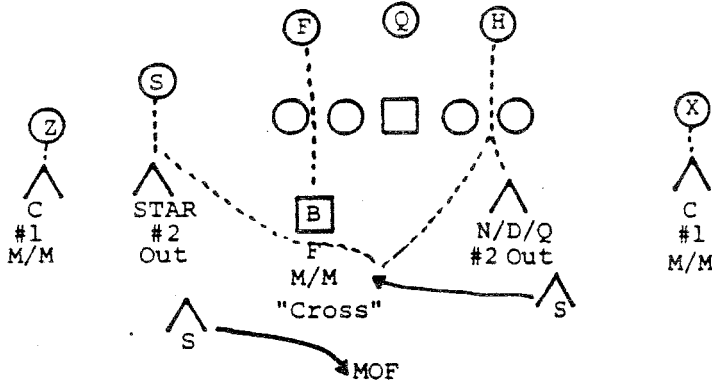 F
Q
H
S
Z
X
C
#1
M/M
STAR
#2
Out
B
F
M/M
"Cross"
N/D/Q
#2 Out
C
#1
M/M
S
S
MOF